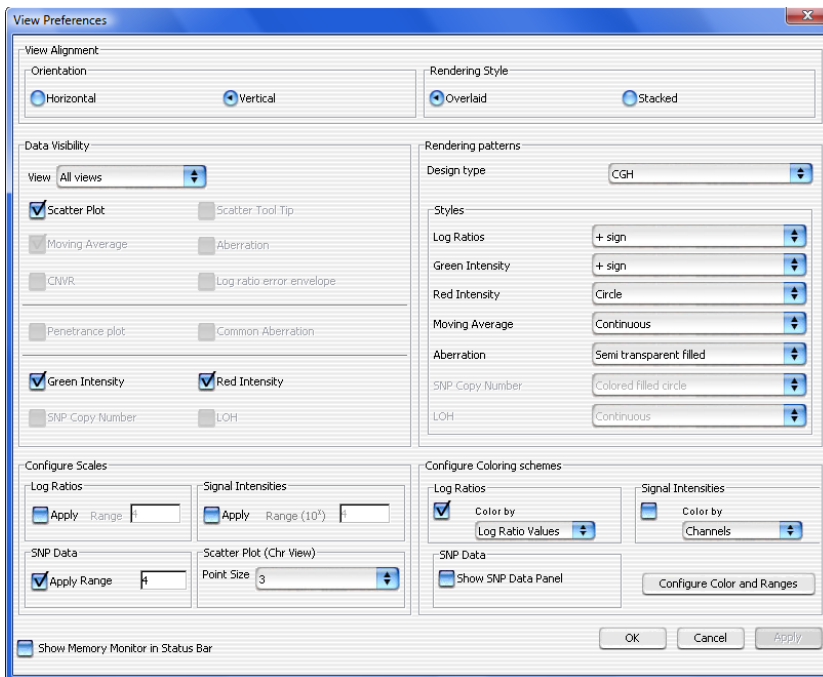 View Preferences
View Alignment
Orientation
Horizontal
Vertical
Rendering Style
Overlaid
Stacked
Data Visibility
View All views
Scatter Plot
Scatter Tool Tip
Moving Average
Aberration
CNVR
Log ratio error envelope
Penetrance plot
Common Aberration
Green Intensity
Red Intensity
SNP Copy Number
LOH
Rendering patterns
Design type CGH
Styles
Log Ratios + sign
Green Intensity + sign
Red Intensity Circle
Moving Average Continuous
Aberration Semi transparent filled
SNP Copy Number Colored filled circle
LOH Continuous
Configure Scales
Log Ratios
Apply Range 4
Signal Intensities
Apply Range (10^X) 4
SNP Data
Apply Range 4
Scatter Plot (Chr View)
Point Size 3
Configure Coloring schemes
Log Ratios
Color by
Log Ratio Values
Signal Intensities
Color by
Channels
SNP Data
Show SNP Data Panel
Configure Color and Ranges
Show Memory Monitor in Status Bar
OK Cancel Apply